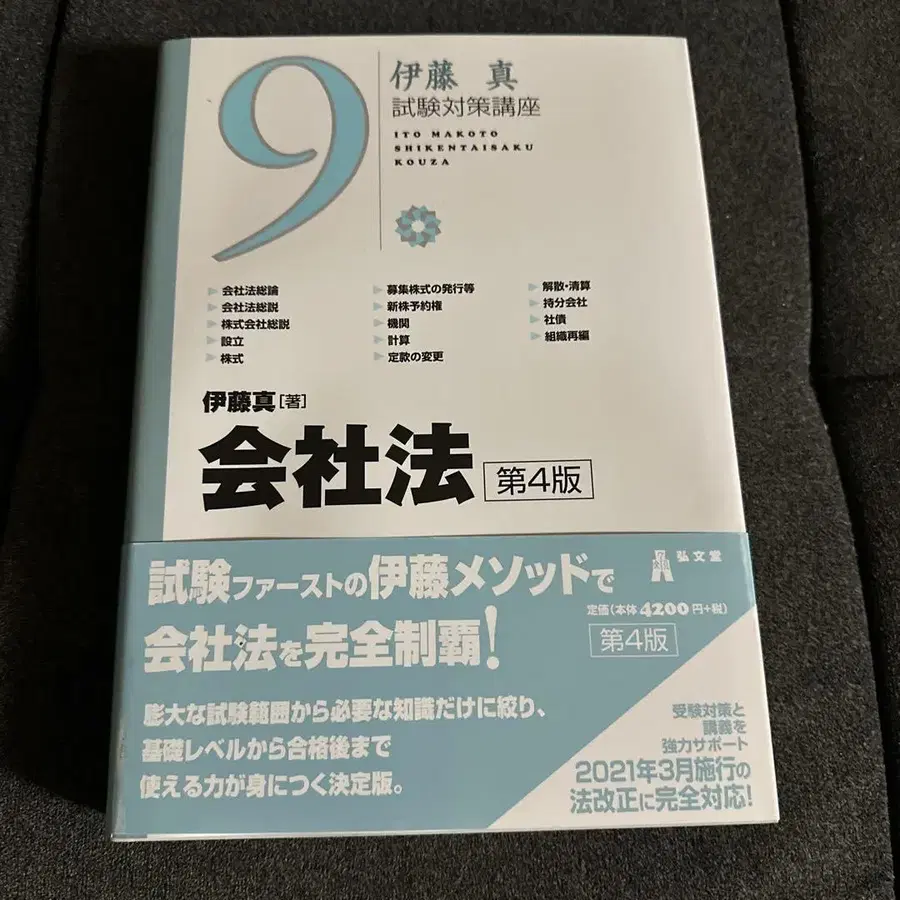 9
伊藤 真
試験対策講座
ITO MAKOTO
SHIKENTAISAKU
KOUZA
会社法総論
会社法総説
株式会社総説
設立
株式
募集株式の発行等
新株予約権
機関
計算
定款の変更
解散・清算
持分会社
社債
組織再編
伊藤真[著]
会社法 第4版
弘文堂
試験ファーストの伊藤メソッドで
会社法を完全制覇!
定価(本体4200円+税)
第4版
膨大な試験範囲から必要な知識だけに絞り、
基礎レベルから合格後まで
使える力が身につく決定版。
受験対策と
講義を
強力サポート
2021年3月施行の
法改正に完全対応!